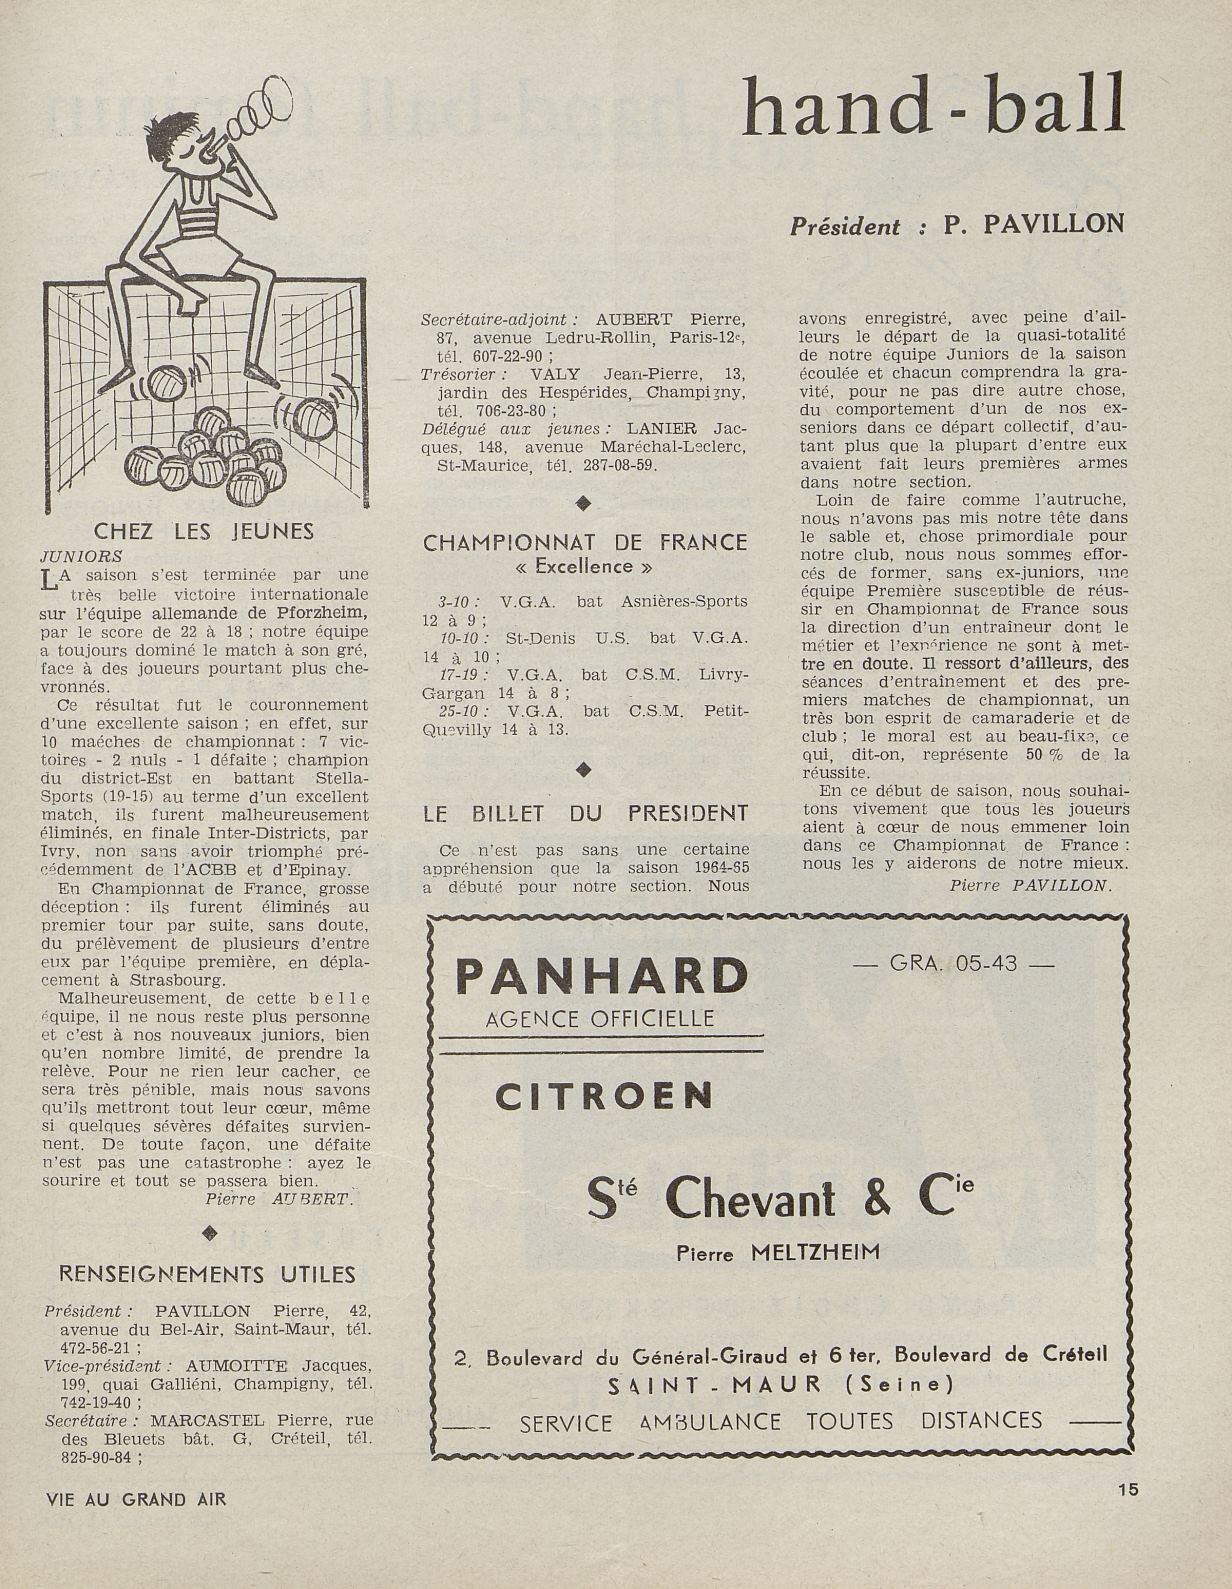 hand-ball
Président : P. PAVILLON
CHEZ LES JEUNES
JUNIORS
LA saison s'est terminée par une
très belle victoire internationale
sur l'équipe allemande de Pforzheim,
par le score de 22 à 18 ; notre équipe
a toujours dominé le match à son gré,
face à des joueurs pourtant plus che-
vronnés.
Ce résultat fut le couronnement
d'une excellente saison ; en effet, sur
10 maéches de championnat : 7 vic-
toires - 2 nuls - 1 défaite ; champion
du district-Est en battant Stella-
Sports (19-15) au terme d'un excellent
match, ils furent malheureusement
éliminés, en finale Inter-Districts, par
Ivry, non sans avoir triomphé pré-
cédemment de l'ACBB et d'Epinay.
En Championnat de France, grosse
déception : ils furent éliminés au
premier tour par suite, sans doute,
du prélèvement de plusieurs d'entre
eux par l'équipe première, en dépla-
cement à Strasbourg.
Malheureusement, de cette belle
équipe, il ne nous reste plus personne
et c'est à nos nouveaux juniors, bien
qu'en nombre limité, de prendre la
relève. Pour ne rien leur cacher, ce
sera très pénible, mais nous savons
qu'ils mettront tout leur cœur, même
si quelques sévères défaites survien-
nent. De toute façon, une défaite
n'est pas une catastrophe : ayez le
sourire et tout se passera bien.
Pierre AUBERT.
RENSEIGNEMENTS UTILES
Président : PAVILLON Pierre, 42,
avenue du Bel-Air, Saint-Maur, tél.
472-56-21 ;
Vice-président : AUMOITTE Jacques,
199, quai Galliéni, Champigny, tél.
742-19-40 ;
Secrétaire : MARCASTEL Pierre, rue
des Bleuets bât. G, Créteil, tél.
825-90-84 ;
Secrétaire-adjoint : AUBERT Pierre,
87, avenue Ledru-Rollin, Paris-12e,
tél. 607-22-90 ;
Trésorier : VALY Jean-Pierre, 13,
jardin des Hespérides, Champigny,
tél. 706-23-80 ;
Délégué aux jeunes : LANIER Jac-
ques, 148, avenue Maréchal-Leclerc,
St-Maurice, tél. 287-08-59.
CHAMPIONNAT DE FRANCE
« Excellence »
3-10 : V.G.A. bat Asnières-Sports
12 à 9 ;
10-10 : St-Denis U.S. bat V.G.A.
14 à 10 ;
17-19 : V.G.A. bat C.S.M. Livry-
Gargan 14 à 8 ;
25-10 : V.G.A. bat C.S.M. Petit-
Quevilly 14 à 13.
LE BILLET DU PRESIDENT
Ce n'est pas sans une certaine
appréhension que la saison 1964-65
a débuté pour notre section. Nous
avons enregistré, avec peine d'ail-
leurs le départ de la quasi-totalité
de notre équipe Juniors de la saison
écoulée et chacun comprendra la gra-
vité, pour ne pas dire autre chose,
du comportement d'un de nos ex-
seniors dans ce départ collectif, d'au-
tant plus que la plupart d'entre eux
avaient fait leurs premières armes
dans notre section.
Loin de faire comme l'autruche,
nous n'avons pas mis notre tête dans
le sable et, chose primordiale pour
notre club, nous nous sommes effor-
cés de former, sans ex-juniors, une
équipe Première susceptible de réus-
sir en Championnat de France sous
la direction d'un entraîneur dont le
métier et l'expérience ne sont à met-
tre en doute. Il ressort d'ailleurs, des
séances d'entraînement et des pre-
miers matches de championnat, un
très bon esprit de camaraderie et de
club ; le moral est au beau-fixe, ce
qui, dit-on, représente 50 % de la
réussite.
En ce début de saison, nous souhai-
tons vivement que tous les joueurs
aient à cœur de nous emmener loin
dans ce Championnat de France :
nous les y aiderons de notre mieux.
Pierre PAVILLON.
PANHARD
— GRA. 05-43 —
AGENCE OFFICIELLE
CITROEN
Sté Chevant & Cie
Pierre MELTZHEIM
2, Boulevard du Général-Giraud et 6 ter, Boulevard de Créteil
SAINT-MAUR (Seine)
—— SERVICE AMBULANCE TOUTES DISTANCES ——
VIE AU GRAND AIR
15